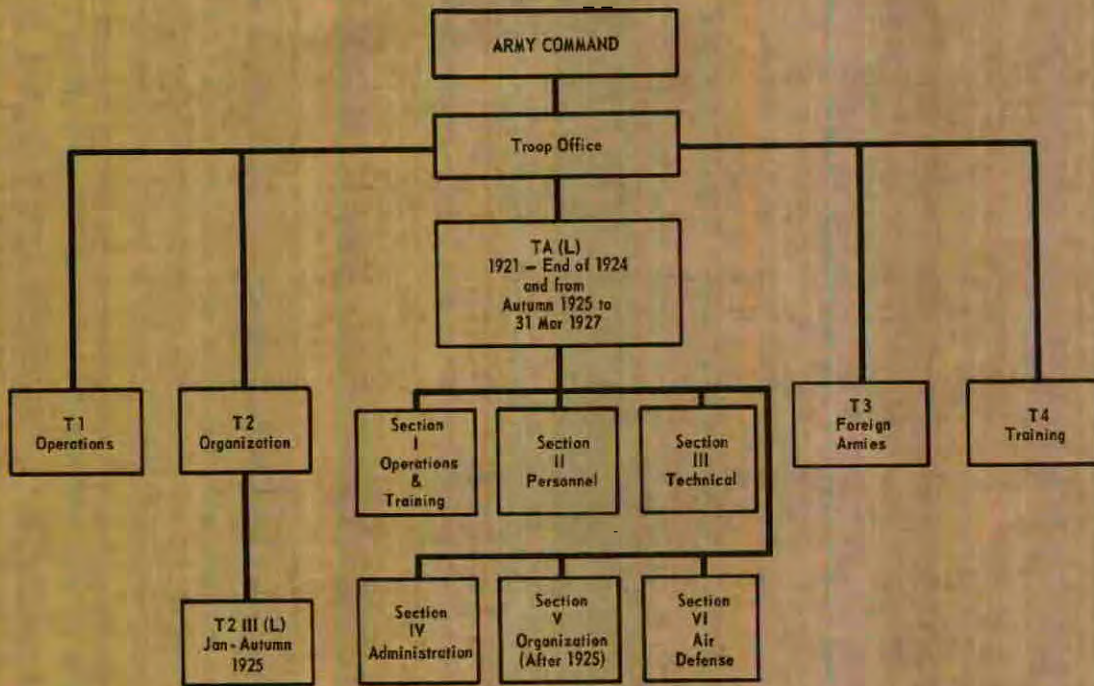 ARMY COMMAND
Troop Office
TA (L)
1921 – End of 1924
and from
Autumn 1925 to
31 Mar 1927
T1
Operations
T2
Organization
Section
I
Operations
&
Training
Section
II
Personnel
Section
III
Technical
T3
Foreign
Armies
T4
Training
T2 III (L)
Jan - Autumn
1925
Section
IV
Administration
Section
V
Organization
(After 1925)
Section
VI
Air
Defense